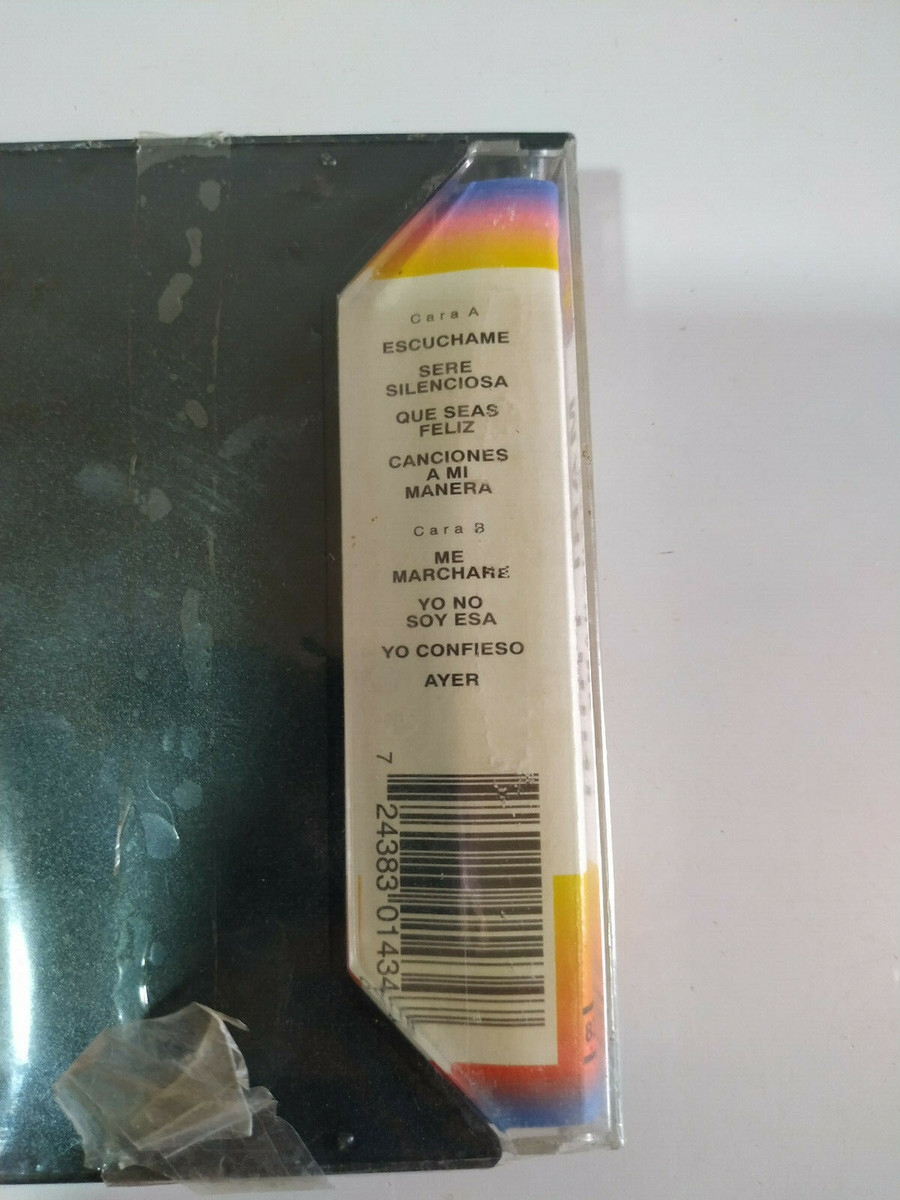 Cara A
ESCUCHAME
SERE
SILENCIOSA
QUE SEAS
FELIZ
CANCIONES
A MI
MANERA
Cara B
ME
MARCHARE
YO NO
SOY ESA
YO CONFIESO
AYER
7 24383 01434